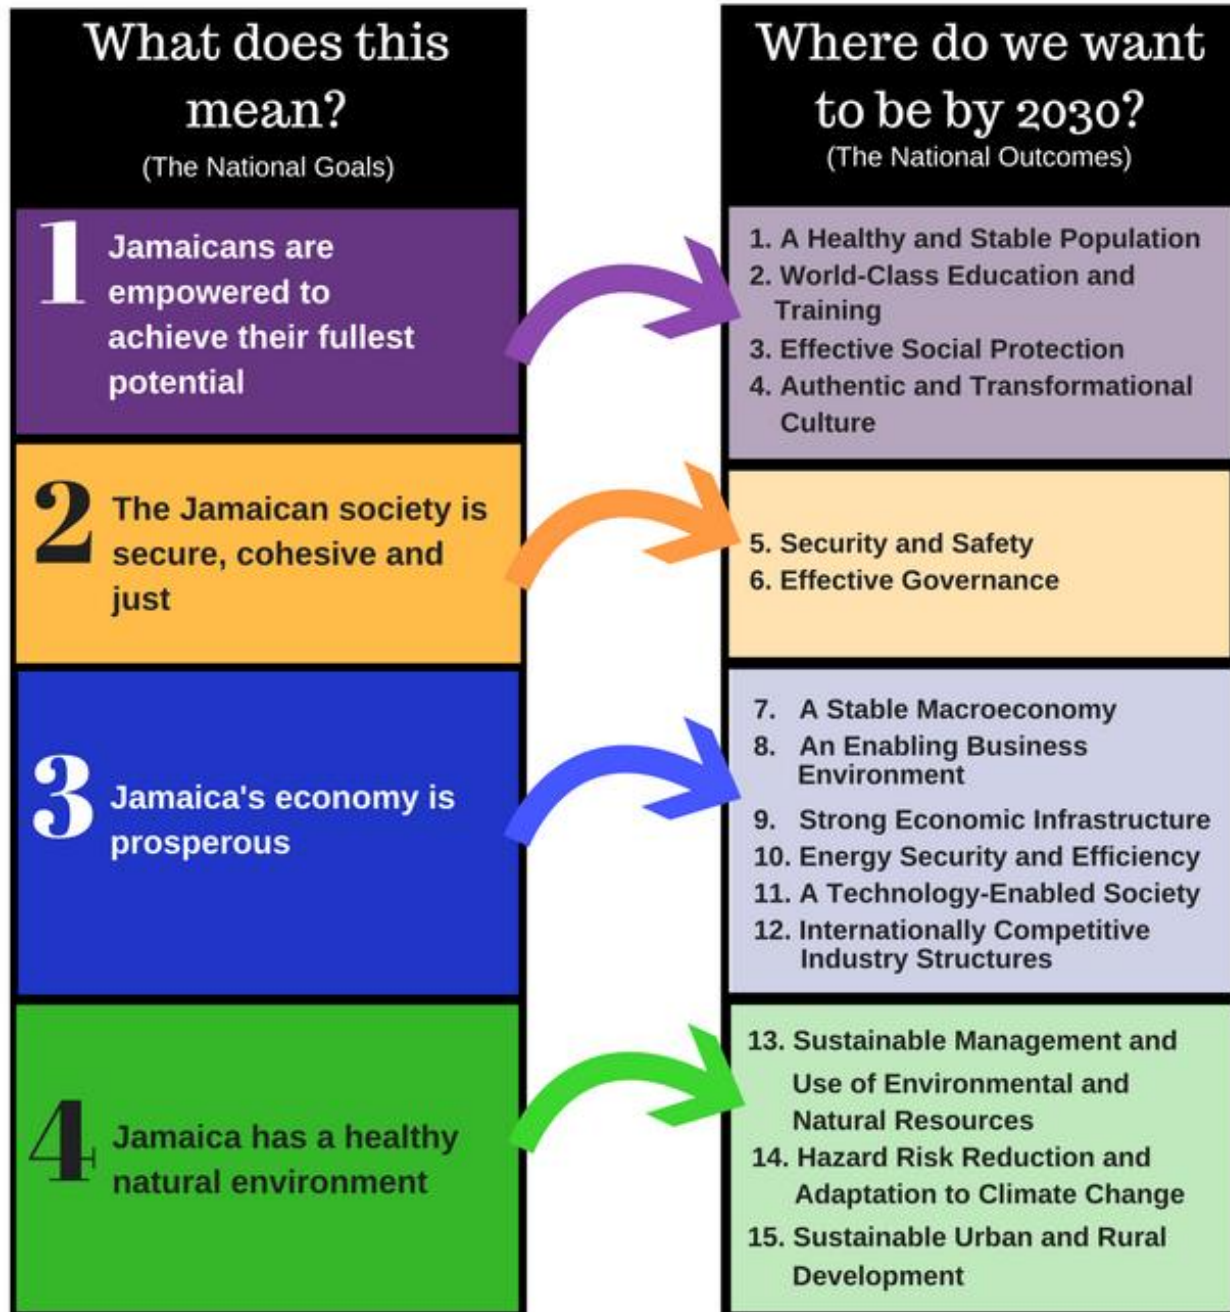 What does this
mean?
(The National Goals)
1
Jamaicans are
empowered to
achieve their fullest
potential
2
The Jamaican society is
secure, cohesive and
just
3
Jamaica's economy is
prosperous
4
Jamaica has a healthy
natural environment
Where do we want
to be by 2030?
(The National Outcomes)
1. A Healthy and Stable Population
2. World-Class Education and
Training
3. Effective Social Protection
4. Authentic and Transformational
Culture
5. Security and Safety
6. Effective Governance
7. A Stable Macroeconomy
8. An Enabling Business
Environment
9. Strong Economic Infrastructure
10. Energy Security and Efficiency
11. A Technology-Enabled Society
12. Internationally Competitive
Industry Structures
13. Sustainable Management and
Use of Environmental and
Natural Resources
14. Hazard Risk Reduction and
Adaptation to Climate Change
15. Sustainable Urban and Rural
Development